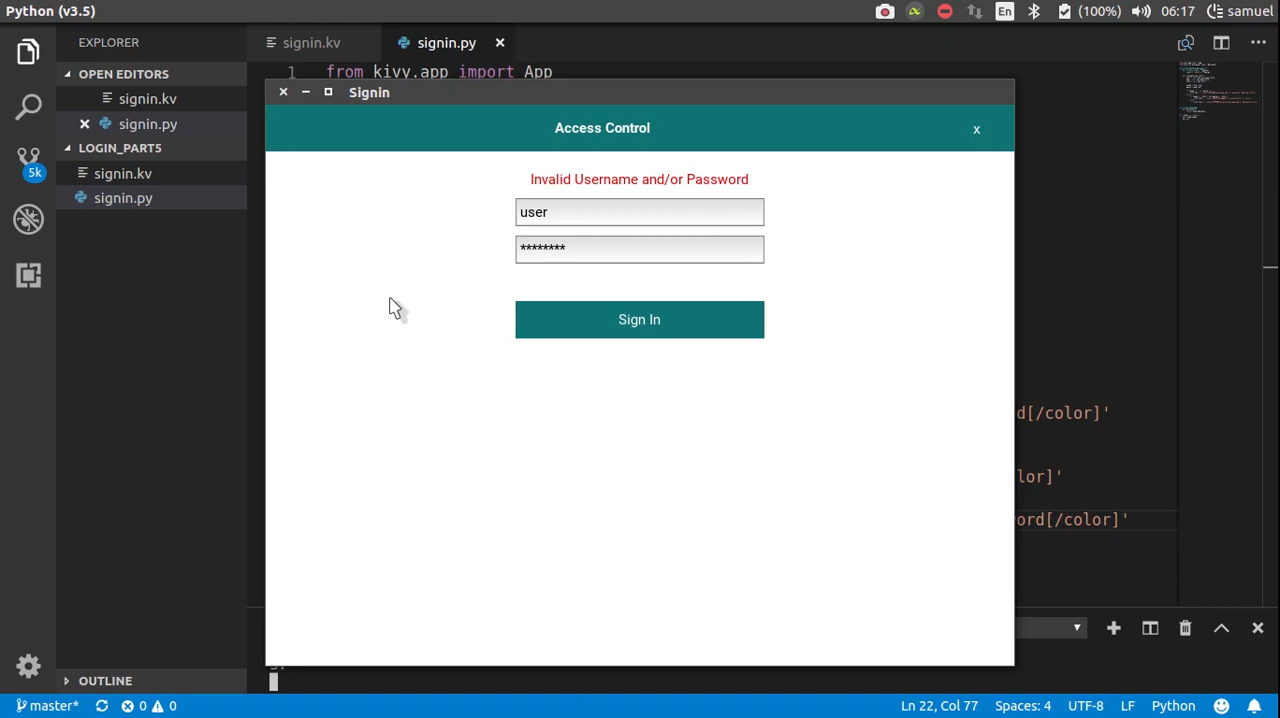 Python (v3.5)
En
(100%)
06:17
samuel
EXPLORER
signin.kv
signin.py
OPEN EDITORS
signin.kv
signin.py
LOGIN_PART5
signin.kv
signin.py
5k
1 from kivy.app import App
Signin
Access Control
x
Invalid Username and/or Password
user
********
Sign In
d[/color]'
lor]'
ord[/color]'
OUTLINE
master*
0
0
Ln 22, Col 77
Spaces: 4
UTF-8
LF
Python